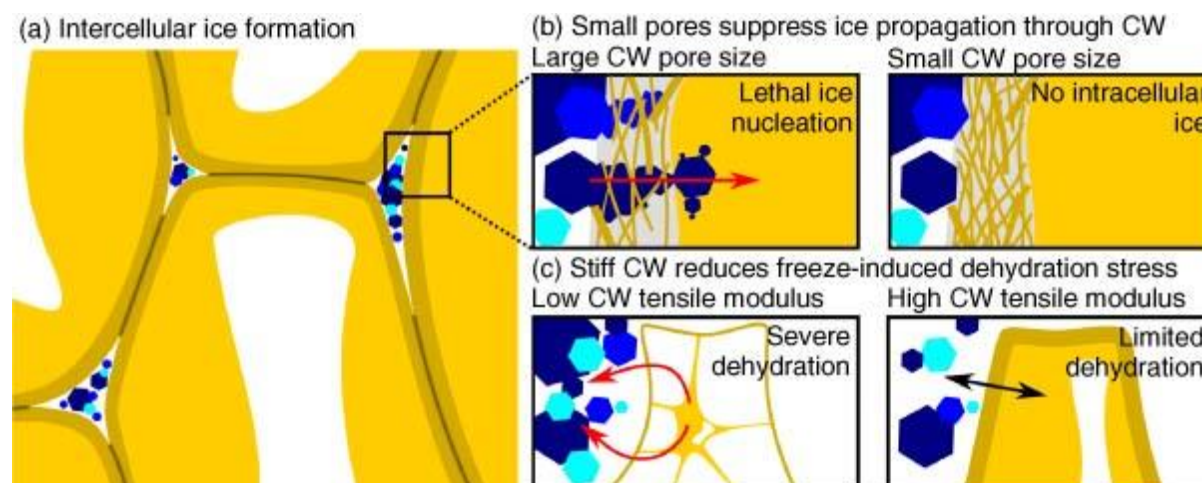 (a) Intercellular ice formation
(b) Small pores suppress ice propagation through CW
Large CW pore size
Small CW pore size
Lethal ice
nucleation
No intracellular
ice
(c) Stiff CW reduces freeze-induced dehydration stress
Low CW tensile modulus
High CW tensile modulus
Severe
dehydration
Limited
dehydration